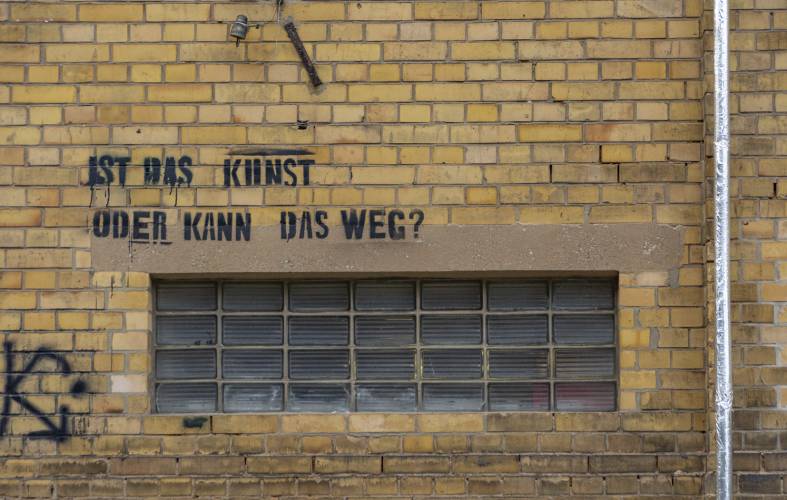 IST DAS KUNST
ODER KANN DAS WEG?